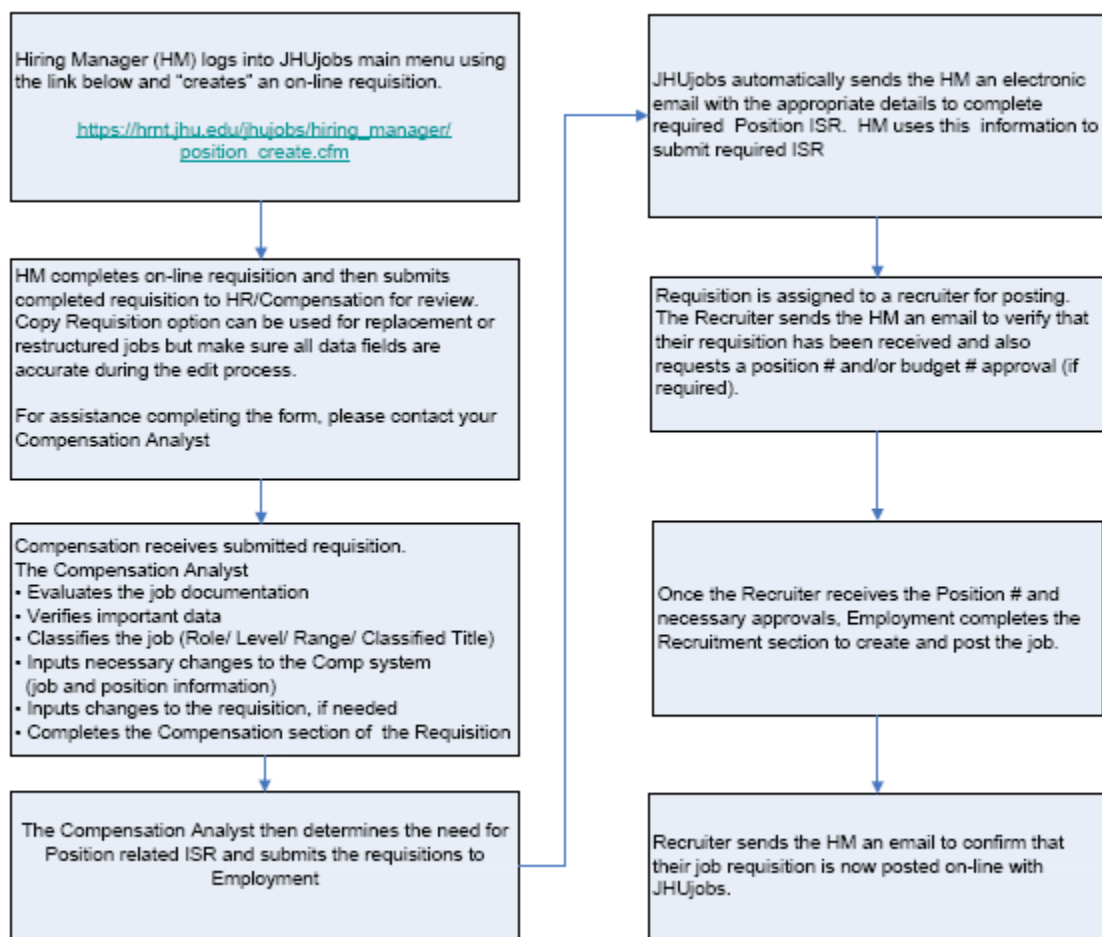 Hiring Manager (HM) logs into JHUjobs main menu using
the link below and "creates" an on-line requisition.
https://hrnt.jhu.edu/jhujobs/hiring_manager/
position_create.cfm
HM completes on-line requisition and then submits
completed requisition to HR/Compensation for review.
Copy Requisition option can be used for replacement or
restructured jobs but make sure all data fields are
accurate during the edit process.
For assistance completing the form, please contact your
Compensation Analyst
Compensation receives submitted requisition.
The Compensation Analyst
• Evaluates the job documentation
• Verifies important data
• Classifies the job (Role/ Level/ Range/ Classified Title)
• Inputs necessary changes to the Comp system
(job and position information)
• Inputs changes to the requisition, if needed
• Completes the Compensation section of the Requisition
The Compensation Analyst then determines the need for
Position related ISR and submits the requisitions to
Employment
JHUjobs automatically sends the HM an electronic
email with the appropriate details to complete
required Position ISR. HM uses this information to
submit required ISR
Requisition is assigned to a recruiter for posting.
The Recruiter sends the HM an email to verify that
their requisition has been received and also
requests a position # and/or budget # approval (if
required).
Once the Recruiter receives the Position # and
necessary approvals, Employment completes the
Recruitment section to create and post the job.
Recruiter sends the HM an email to confirm that
their job requisition is now posted on-line with
JHUjobs.